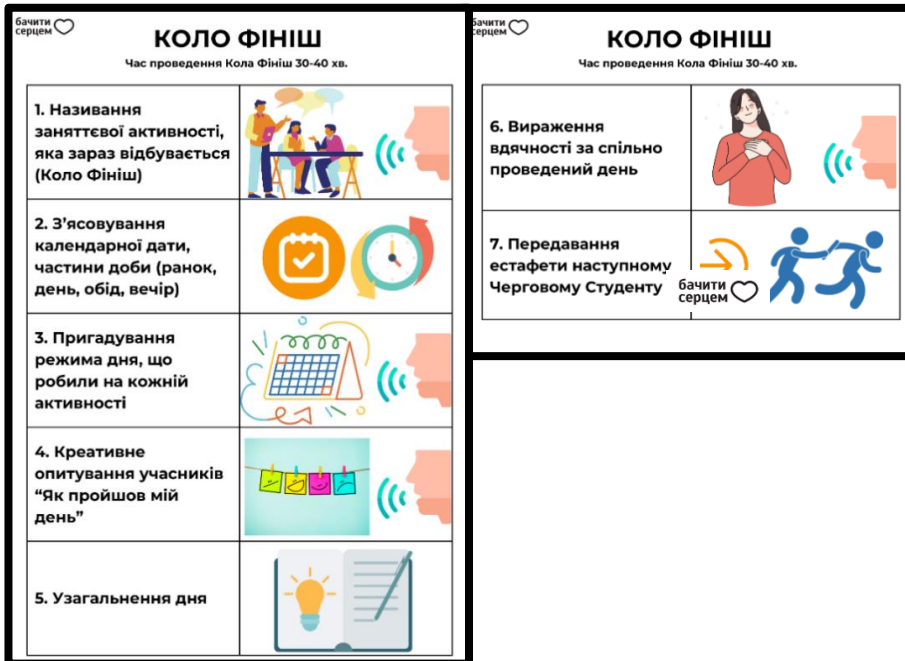 бачити
серцем
КОЛО ФІНІШ
Час проведення Кола Фініш 30-40 хв.
1. Називання
заняттєвої активності,
яка зараз відбувається
(Коло Фініш)
2. З’ясовування
календарної дати,
частини доби (ранок,
день, обід, вечір)
3. Пригадування
режима дня, що
робили на кожній
активності
4. Креативне
опитування учасників
“Як пройшов мій
день”
5. Узагальнення дня
бачити
серцем
КОЛО ФІНІШ
Час проведення Кола Фініш 30-40 хв.
6. Вираження
вдячності за спільно
проведений день
7. Передавання
естафети наступному
Черговому Студенту
бачити
серцем